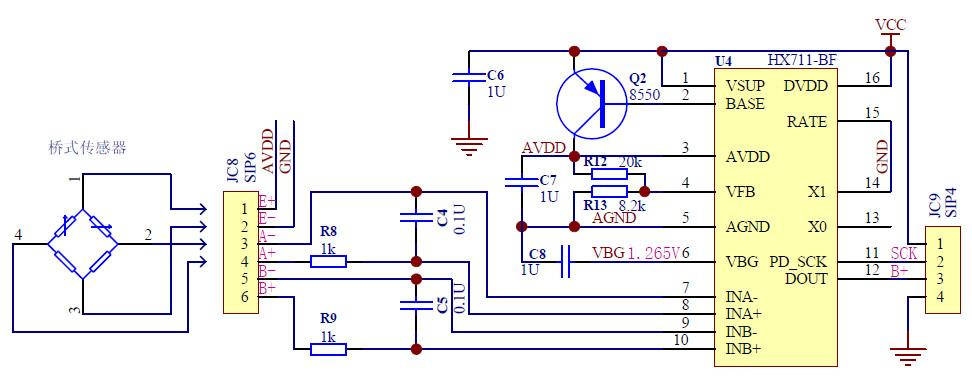 VCC
U4
HX711-BF
C6
1U
Q2
8550
1
VSUP
DVDD
16
2
BASE
RATE
15
桥式传感器
AVDD
GND
AVDD
R12
20k
3
AVDD
GND
C7
1U
4
VFB
X1
14
R13
8.2k
AGND
5
AGND
X0
13
JC8
SIP6
1
E+
2
E-
3
A-
4
A+
5
B-
6
B+
1
2
3
4
R8
1k
C4
0.1U
C8
1U
VBG 1.265V
6
VBG
PD_SCK
11
SCK
DOUT
12
B+
JC9
SIP4
1
2
3
4
C5
0.1U
R9
1k
7
INA-
8
INA+
9
INB-
10
INB+